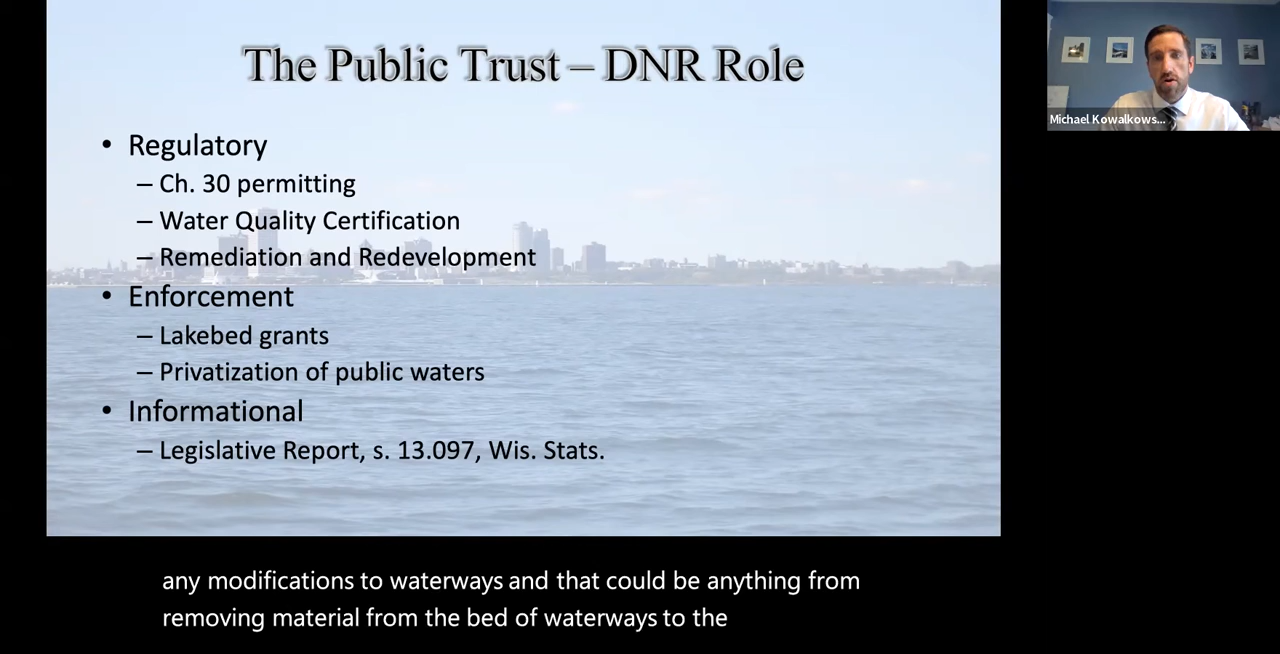 The Public Trust – DNR Role
• Regulatory
– Ch. 30 permitting
– Water Quality Certification
– Remediation and Redevelopment
• Enforcement
– Lakebed grants
– Privatization of public waters
• Informational
– Legislative Report, s. 13.097, Wis. Stats.
Michael Kowalkows...
any modifications to waterways and that could be anything from
removing material from the bed of waterways to the